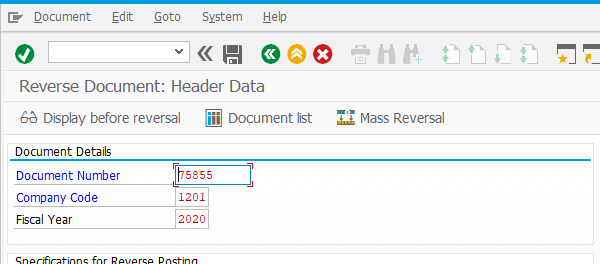 Document Edit Goto System Help
Reverse Document: Header Data
Display before reversal Document list Mass Reversal
Document Details
Document Number 75855
Company Code 1201
Fiscal Year 2020
Specifications for Reverse Posting